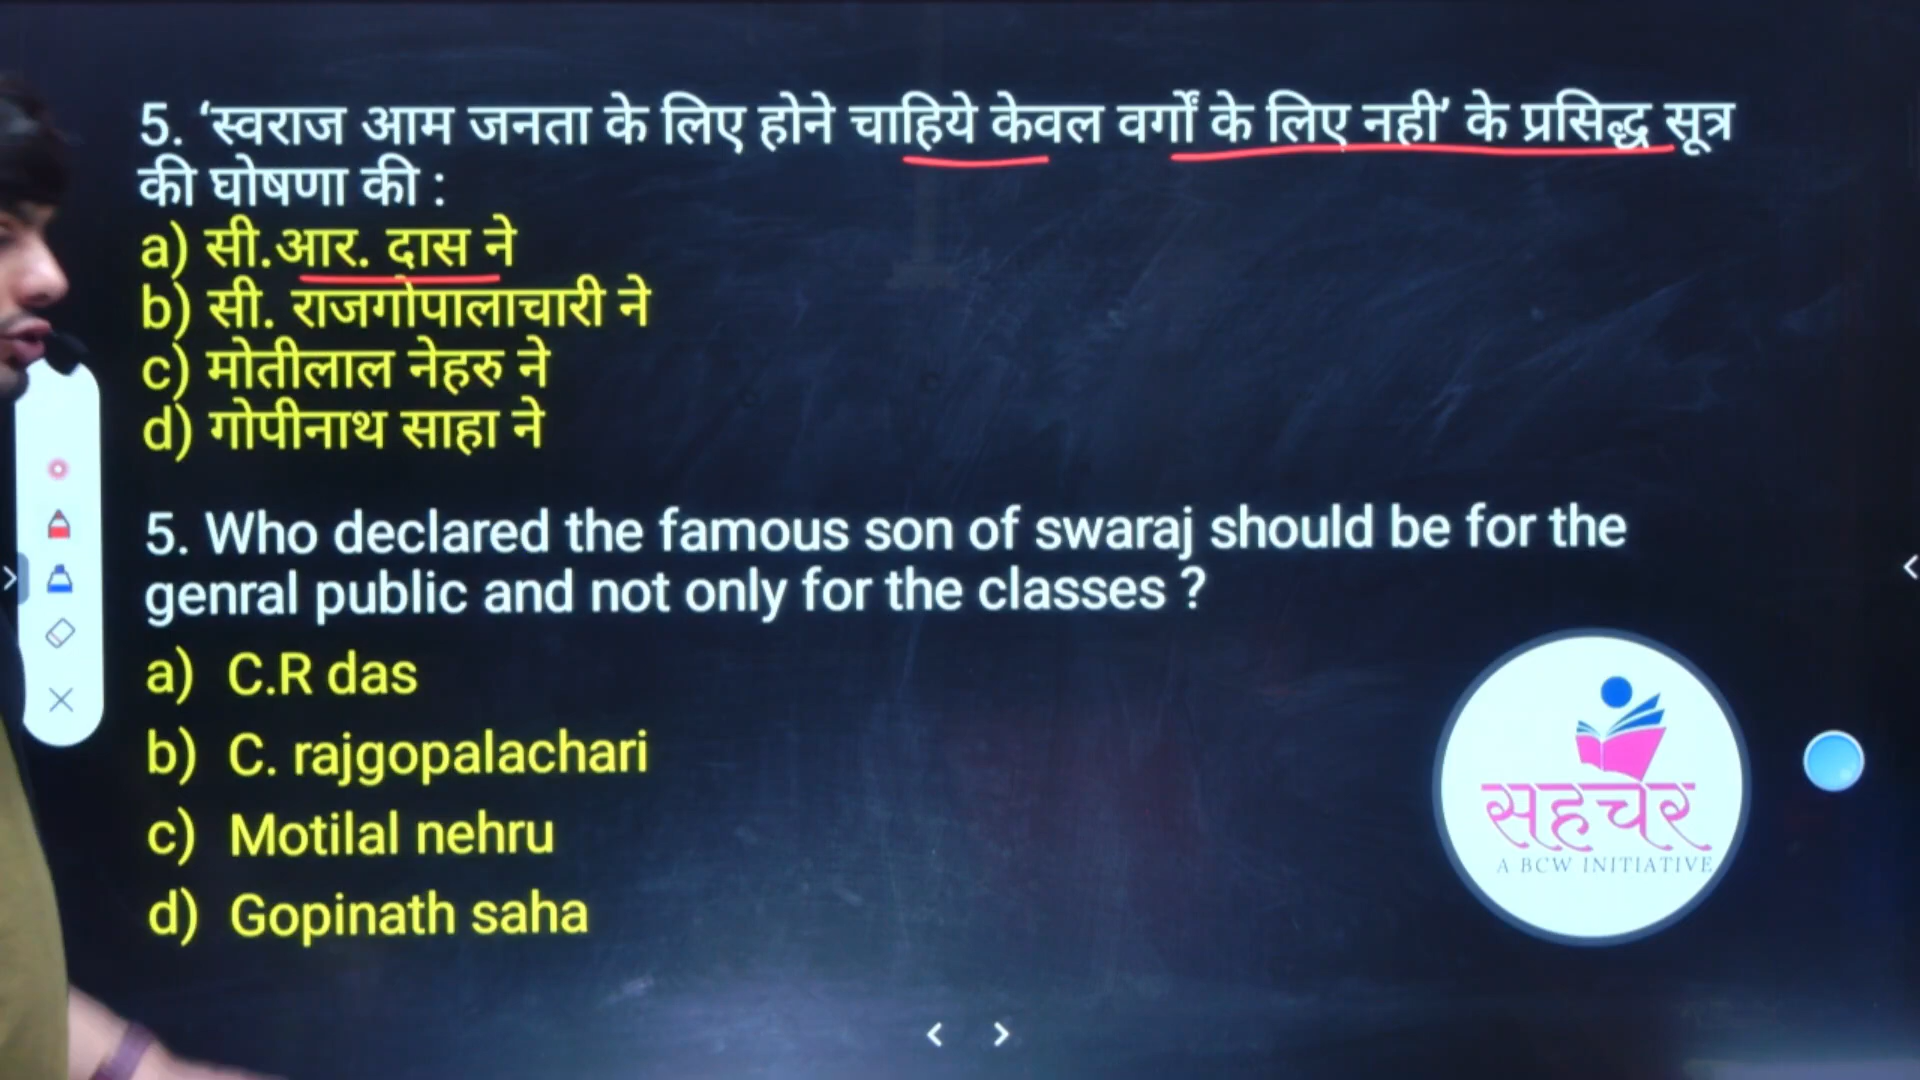 5. ‘स्वराज आम जनता के लिए होने चाहिये केवल वर्गों के लिए नही’ के प्रसिद्ध सूत्र
की घोषणा की :
a) सी.आर. दास ने
b) सी. राजगोपालाचारी ने
c) मोतीलाल नेहरु ने
d) गोपीनाथ साहा ने
5. Who declared the famous son of swaraj should be for the
genral public and not only for the classes ?
a) C.R das
b) C. rajgopalachari
c) Motilal nehru
d) Gopinath saha
सहचर
A BCW INITIATIVE